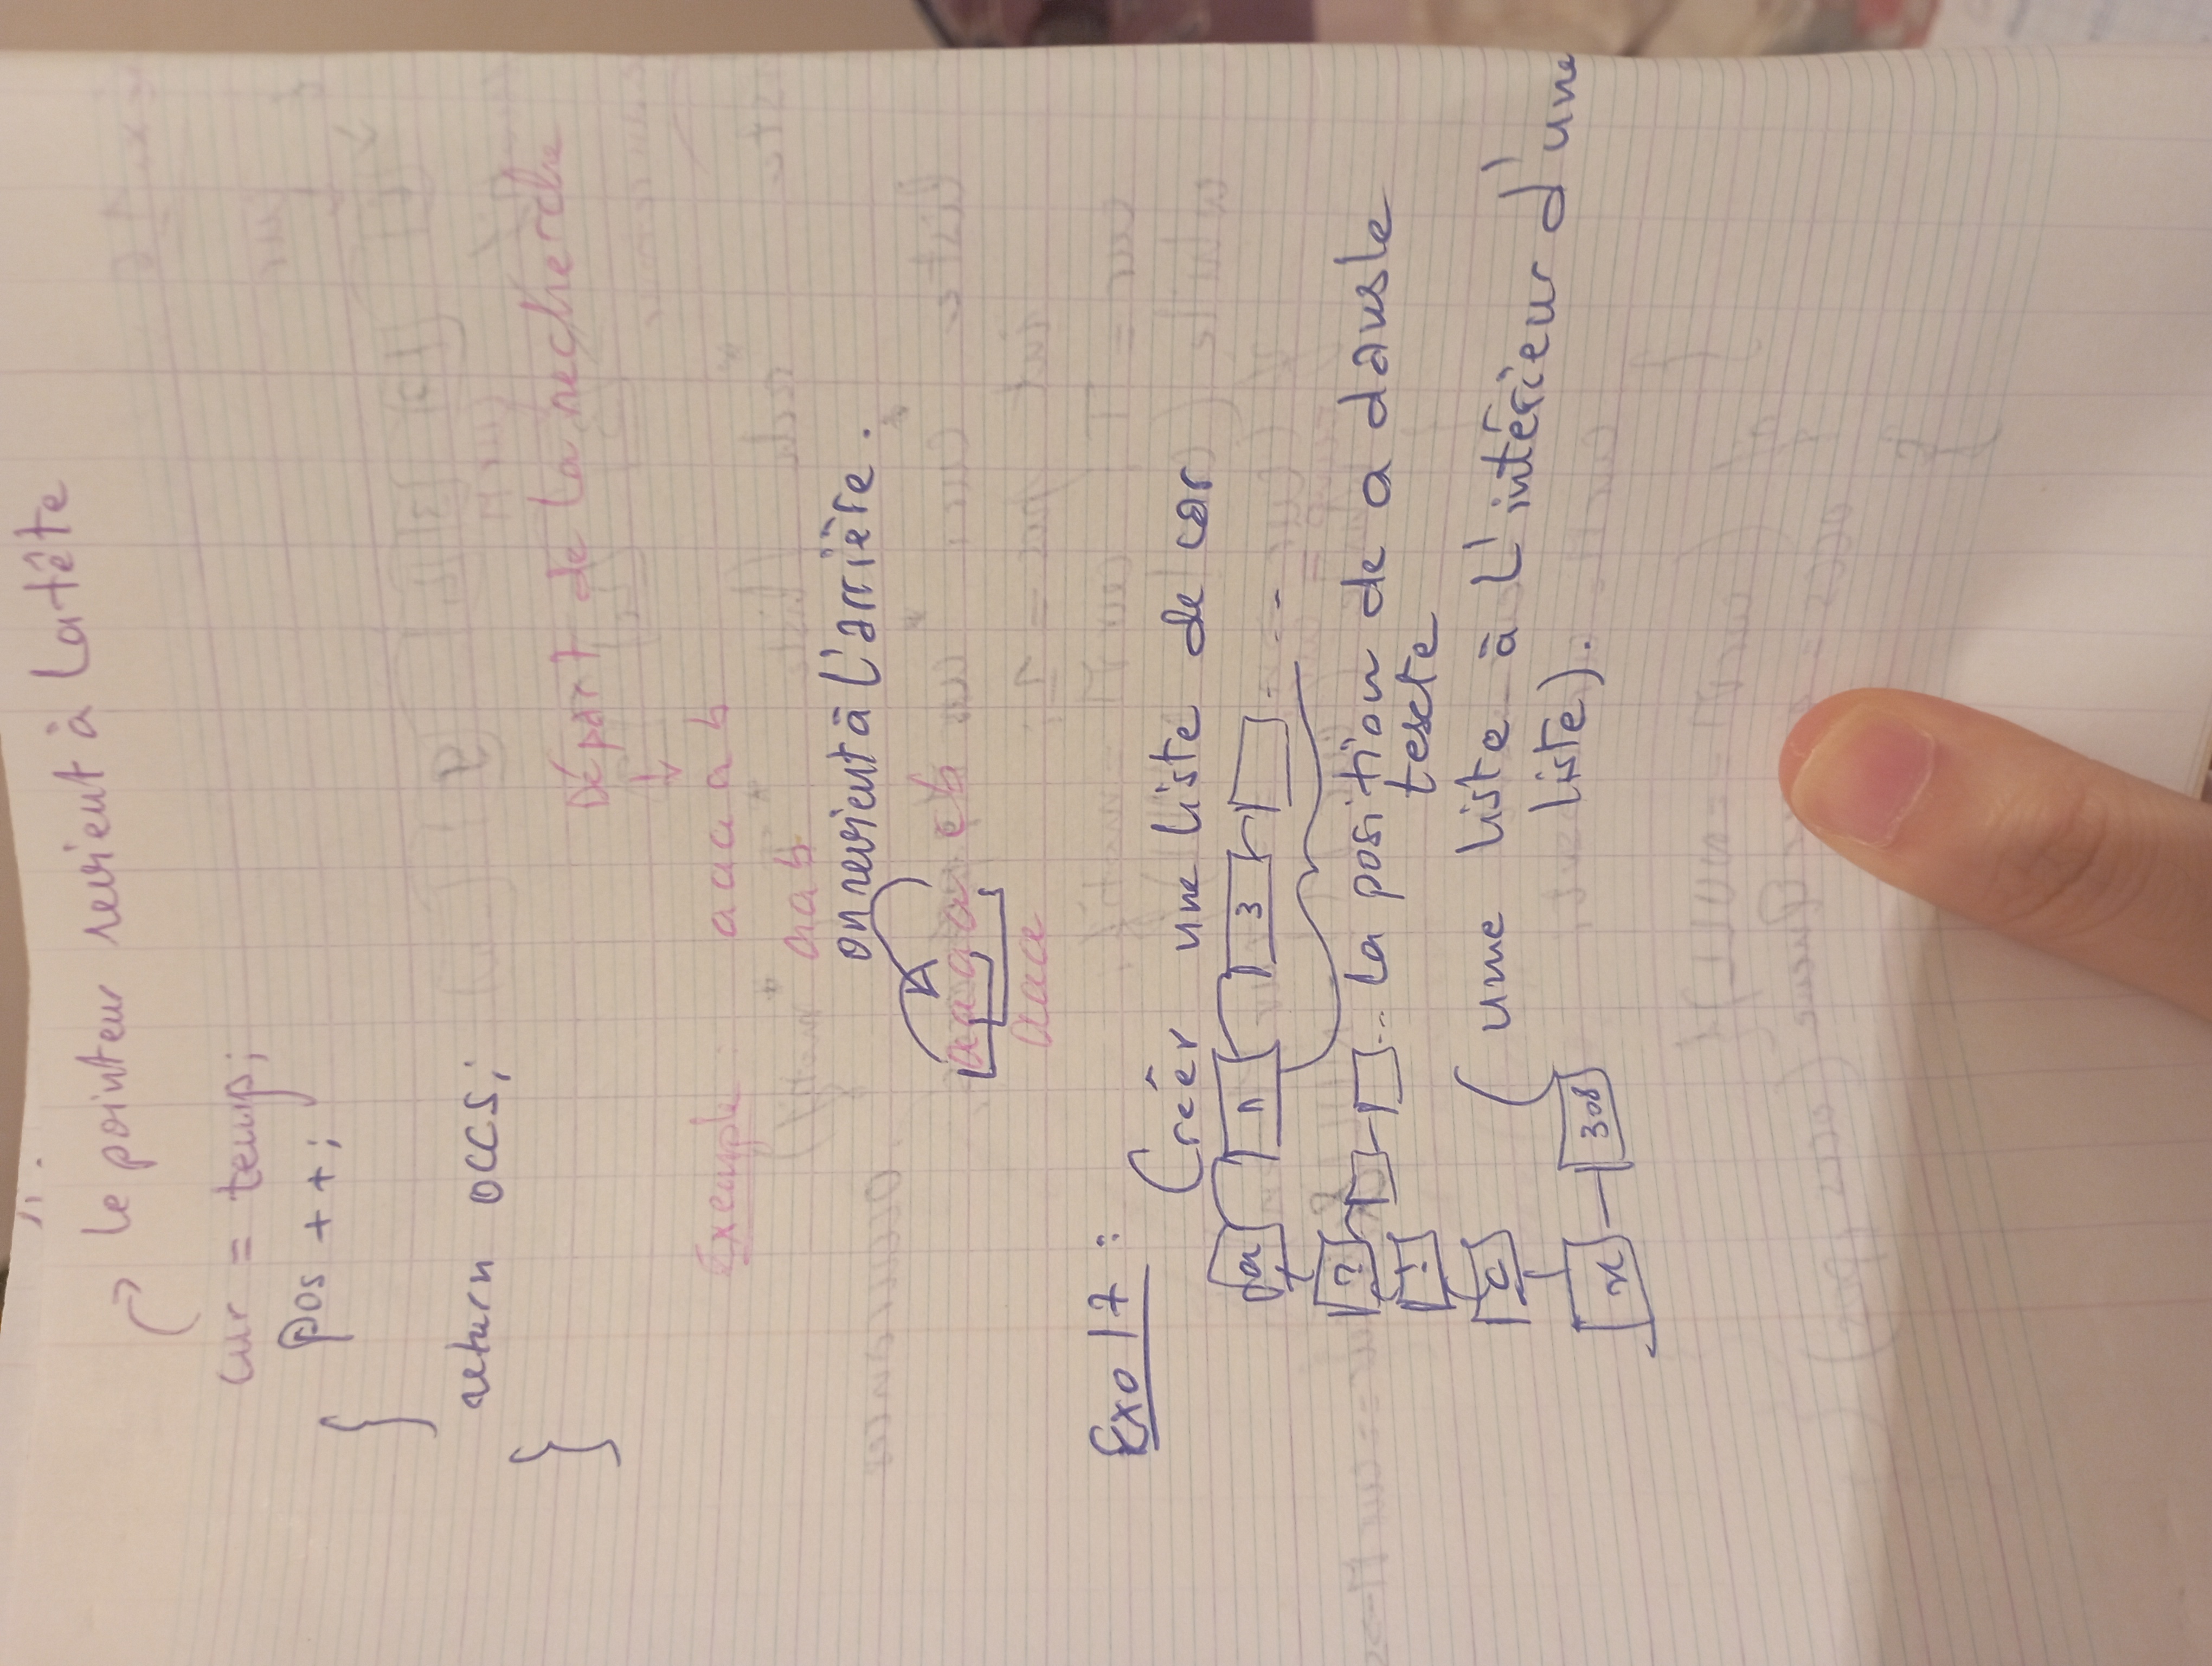 le pointeur revient à la tête
cur = temp;
pos ++;
}
return occs;
}
Départ de la recherche
Exemple : aaaab
aab
on revient à l'arrière.
aaaa cb
aaa
Exo 17 :
Créer une liste de car
a 1 3 ....
? .. la position de a dans le
texte
!
c (une liste à l'intérieur d'une
liste).
x 308